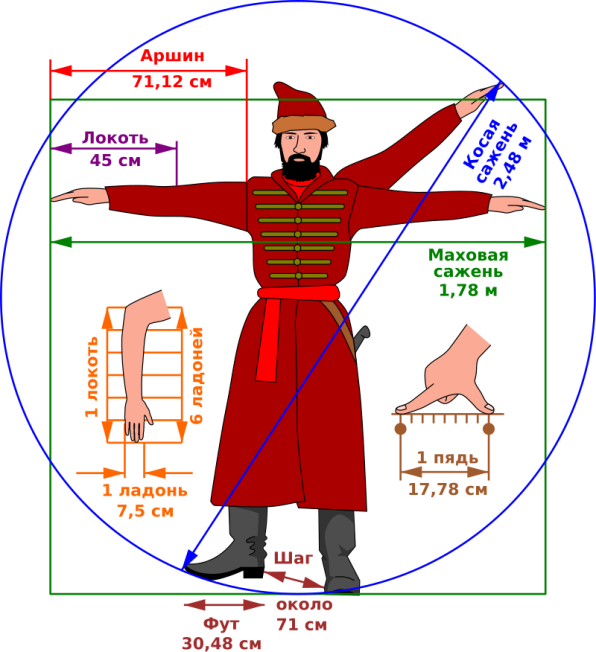 Аршин
71,12 см
Локоть
45 см
Косая
сажень
2,48 м
Маховая
сажень
1,78 м
1 локоть
6 ладоней
1 ладонь
7,5 см
1 пядь
17,78 см
Шаг
около
71 см
Фут
30,48 см